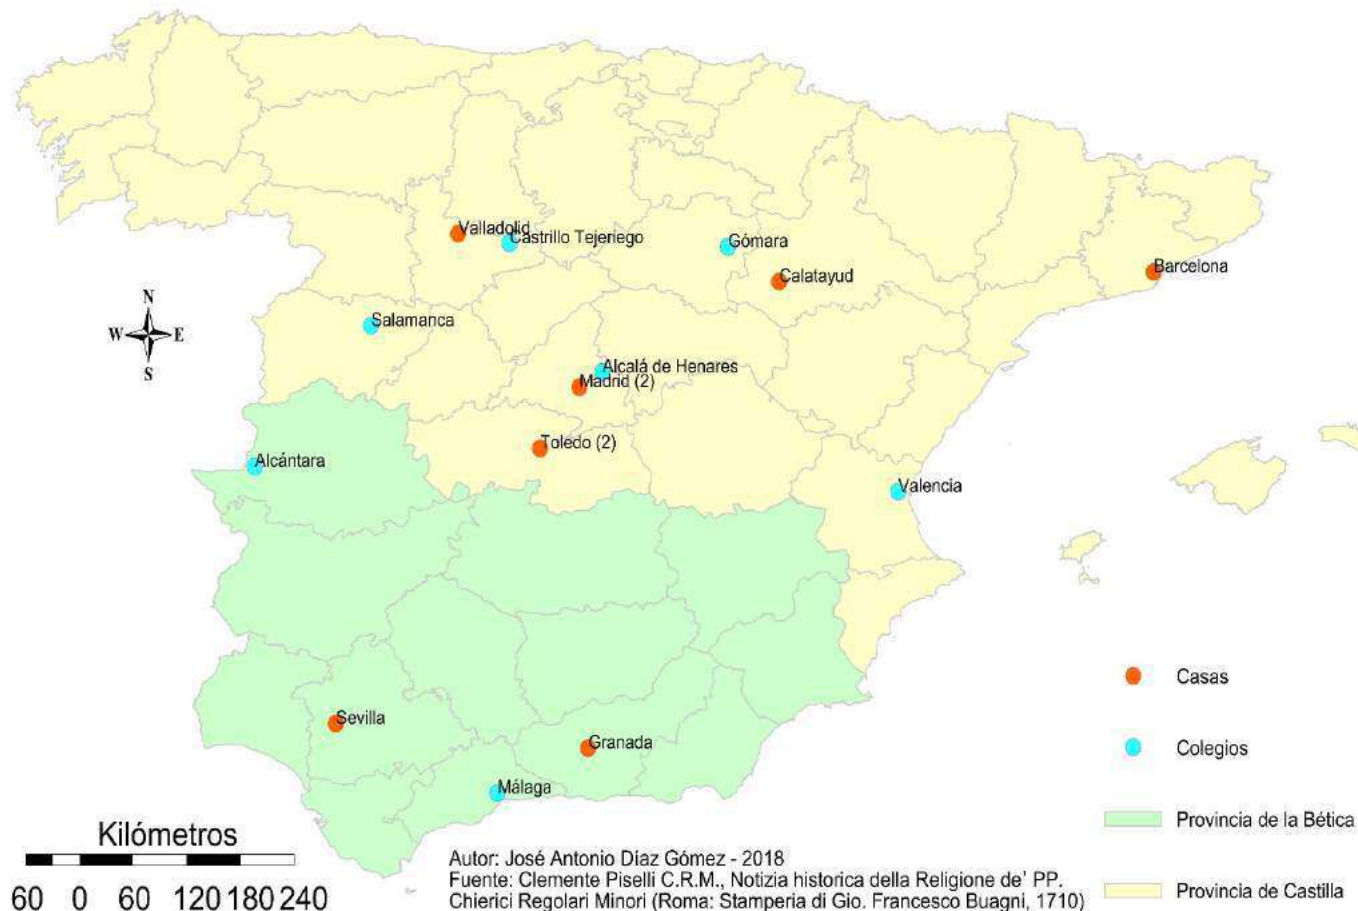 Valladolid
Castrillo Tejeriego
Gómara
Calatayud
Barcelona
N
W
E
S
Salamanca
Alcalá de Henares
Madrid (2)
Toledo (2)
Alcántara
Valencia
Sevilla
Granada
Málaga
Casas
Colegios
Provincia de la Bética
Provincia de Castilla
Kilómetros
60 0 60 120 180 240
Autor: José Antonio Díaz Gómez - 2018
Fuente: Clemente Piselli C.R.M., Notizia historica della Religione de' PP.
Chierici Regolari Minori (Roma: Stamperia di Gio. Francesco Buagni, 1710)